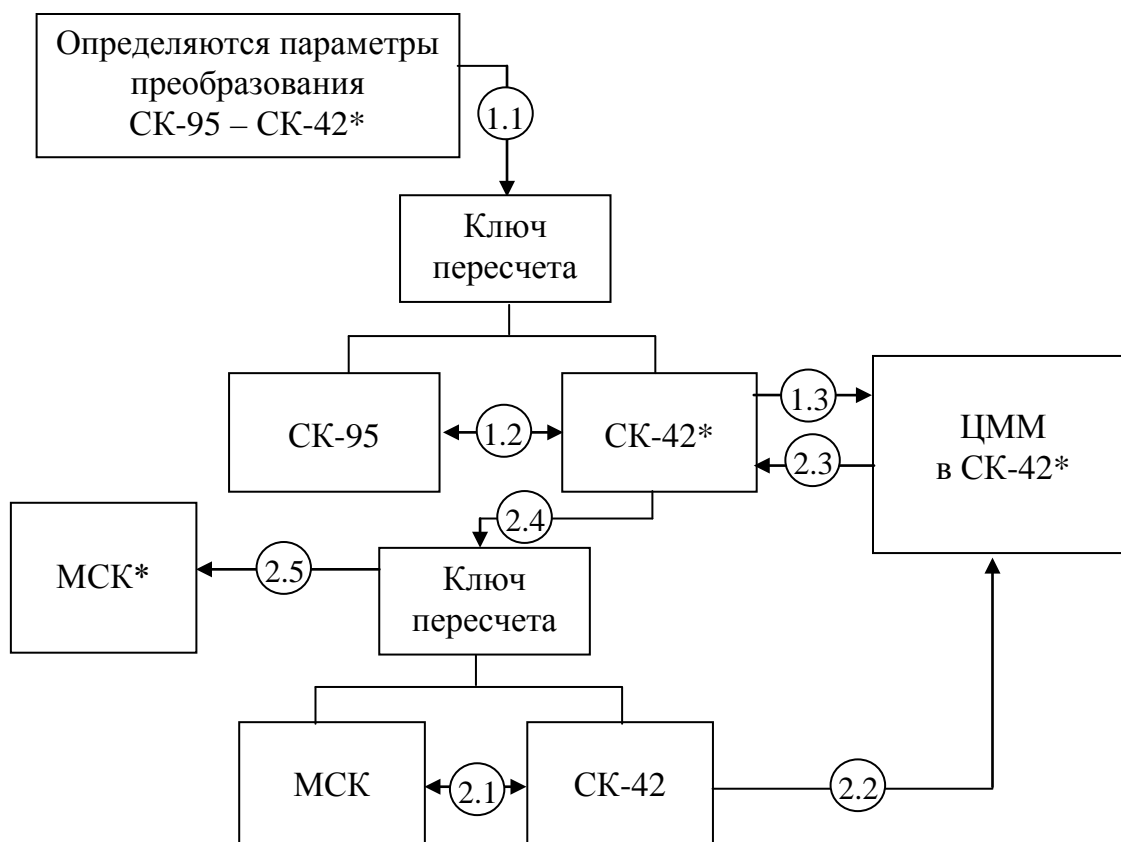 Определяются параметры
преобразования
СК-95 – СК-42*
1.1
Ключ
пересчета
СК-95
1.2
СК-42*
1.3
2.3
ЦММ
в СК-42*
2.4
МСК*
2.5
Ключ
пересчета
МСК
2.1
СК-42
2.2